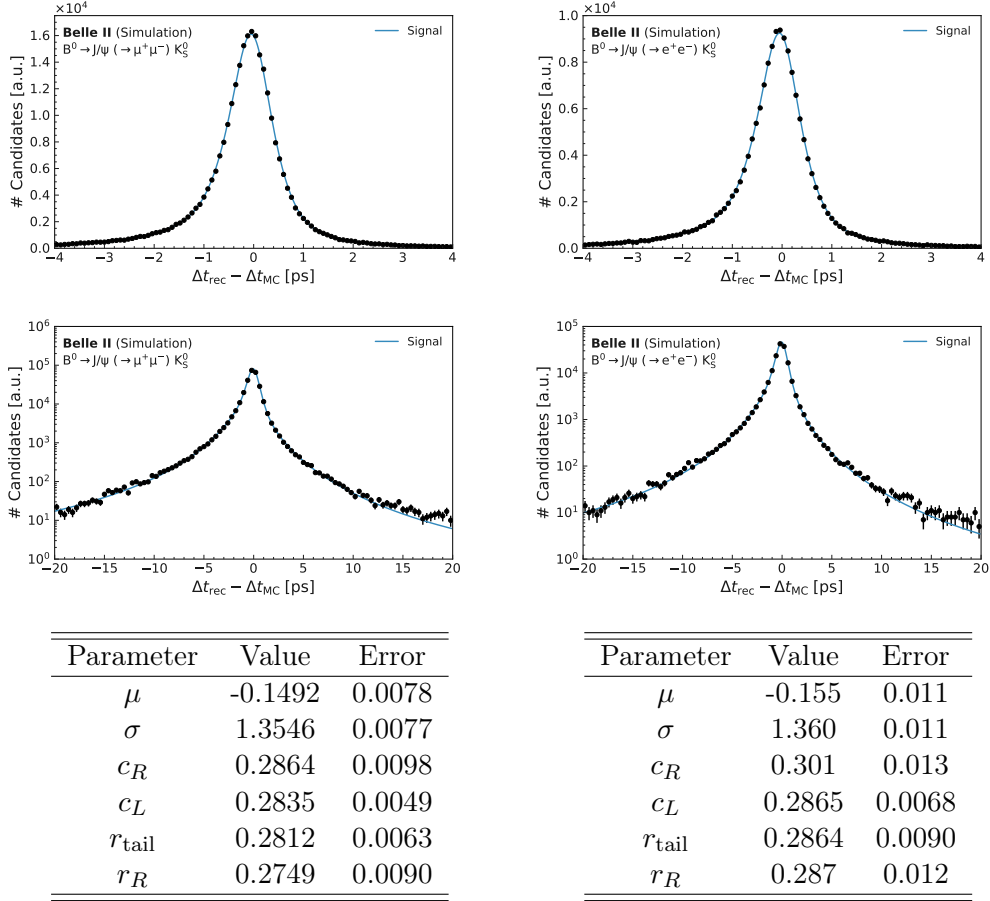 ×10⁴
Belle II (Simulation)
B⁰→J/ψ (→μ⁺μ⁻) K⁰_S
Signal
# Candidates [a.u.]
1.6
1.4
1.2
1.0
0.8
0.6
0.4
0.2
0.0
−4 −3 −2 −1 0 1 2 3 4
Δt_rec − Δt_MC [ps]
×10⁴
Belle II (Simulation)
B⁰→J/ψ (→e⁺e⁻) K⁰_S
Signal
# Candidates [a.u.]
1.0
0.8
0.6
0.4
0.2
0.0
−4 −3 −2 −1 0 1 2 3 4
Δt_rec − Δt_MC [ps]
Belle II (Simulation)
B⁰→J/ψ (→μ⁺μ⁻) K⁰_S
Signal
# Candidates [a.u.]
10⁶
10⁵
10⁴
10³
10²
10¹
10⁰
−20 −15 −10 −5 0 5 10 15 20
Δt_rec − Δt_MC [ps]
Belle II (Simulation)
B⁰→J/ψ (→e⁺e⁻) K⁰_S
Signal
# Candidates [a.u.]
10⁵
10⁴
10³
10²
10¹
10⁰
−20 −15 −10 −5 0 5 10 15 20
Δt_rec − Δt_MC [ps]
Parameter Value Error
μ -0.1492 0.0078
σ 1.3546 0.0077
c_R 0.2864 0.0098
c_L 0.2835 0.0049
r_tail 0.2812 0.0063
r_R 0.2749 0.0090
Parameter Value Error
μ -0.155 0.011
σ 1.360 0.011
c_R 0.301 0.013
c_L 0.2865 0.0068
r_tail 0.2864 0.0090
r_R 0.287 0.012